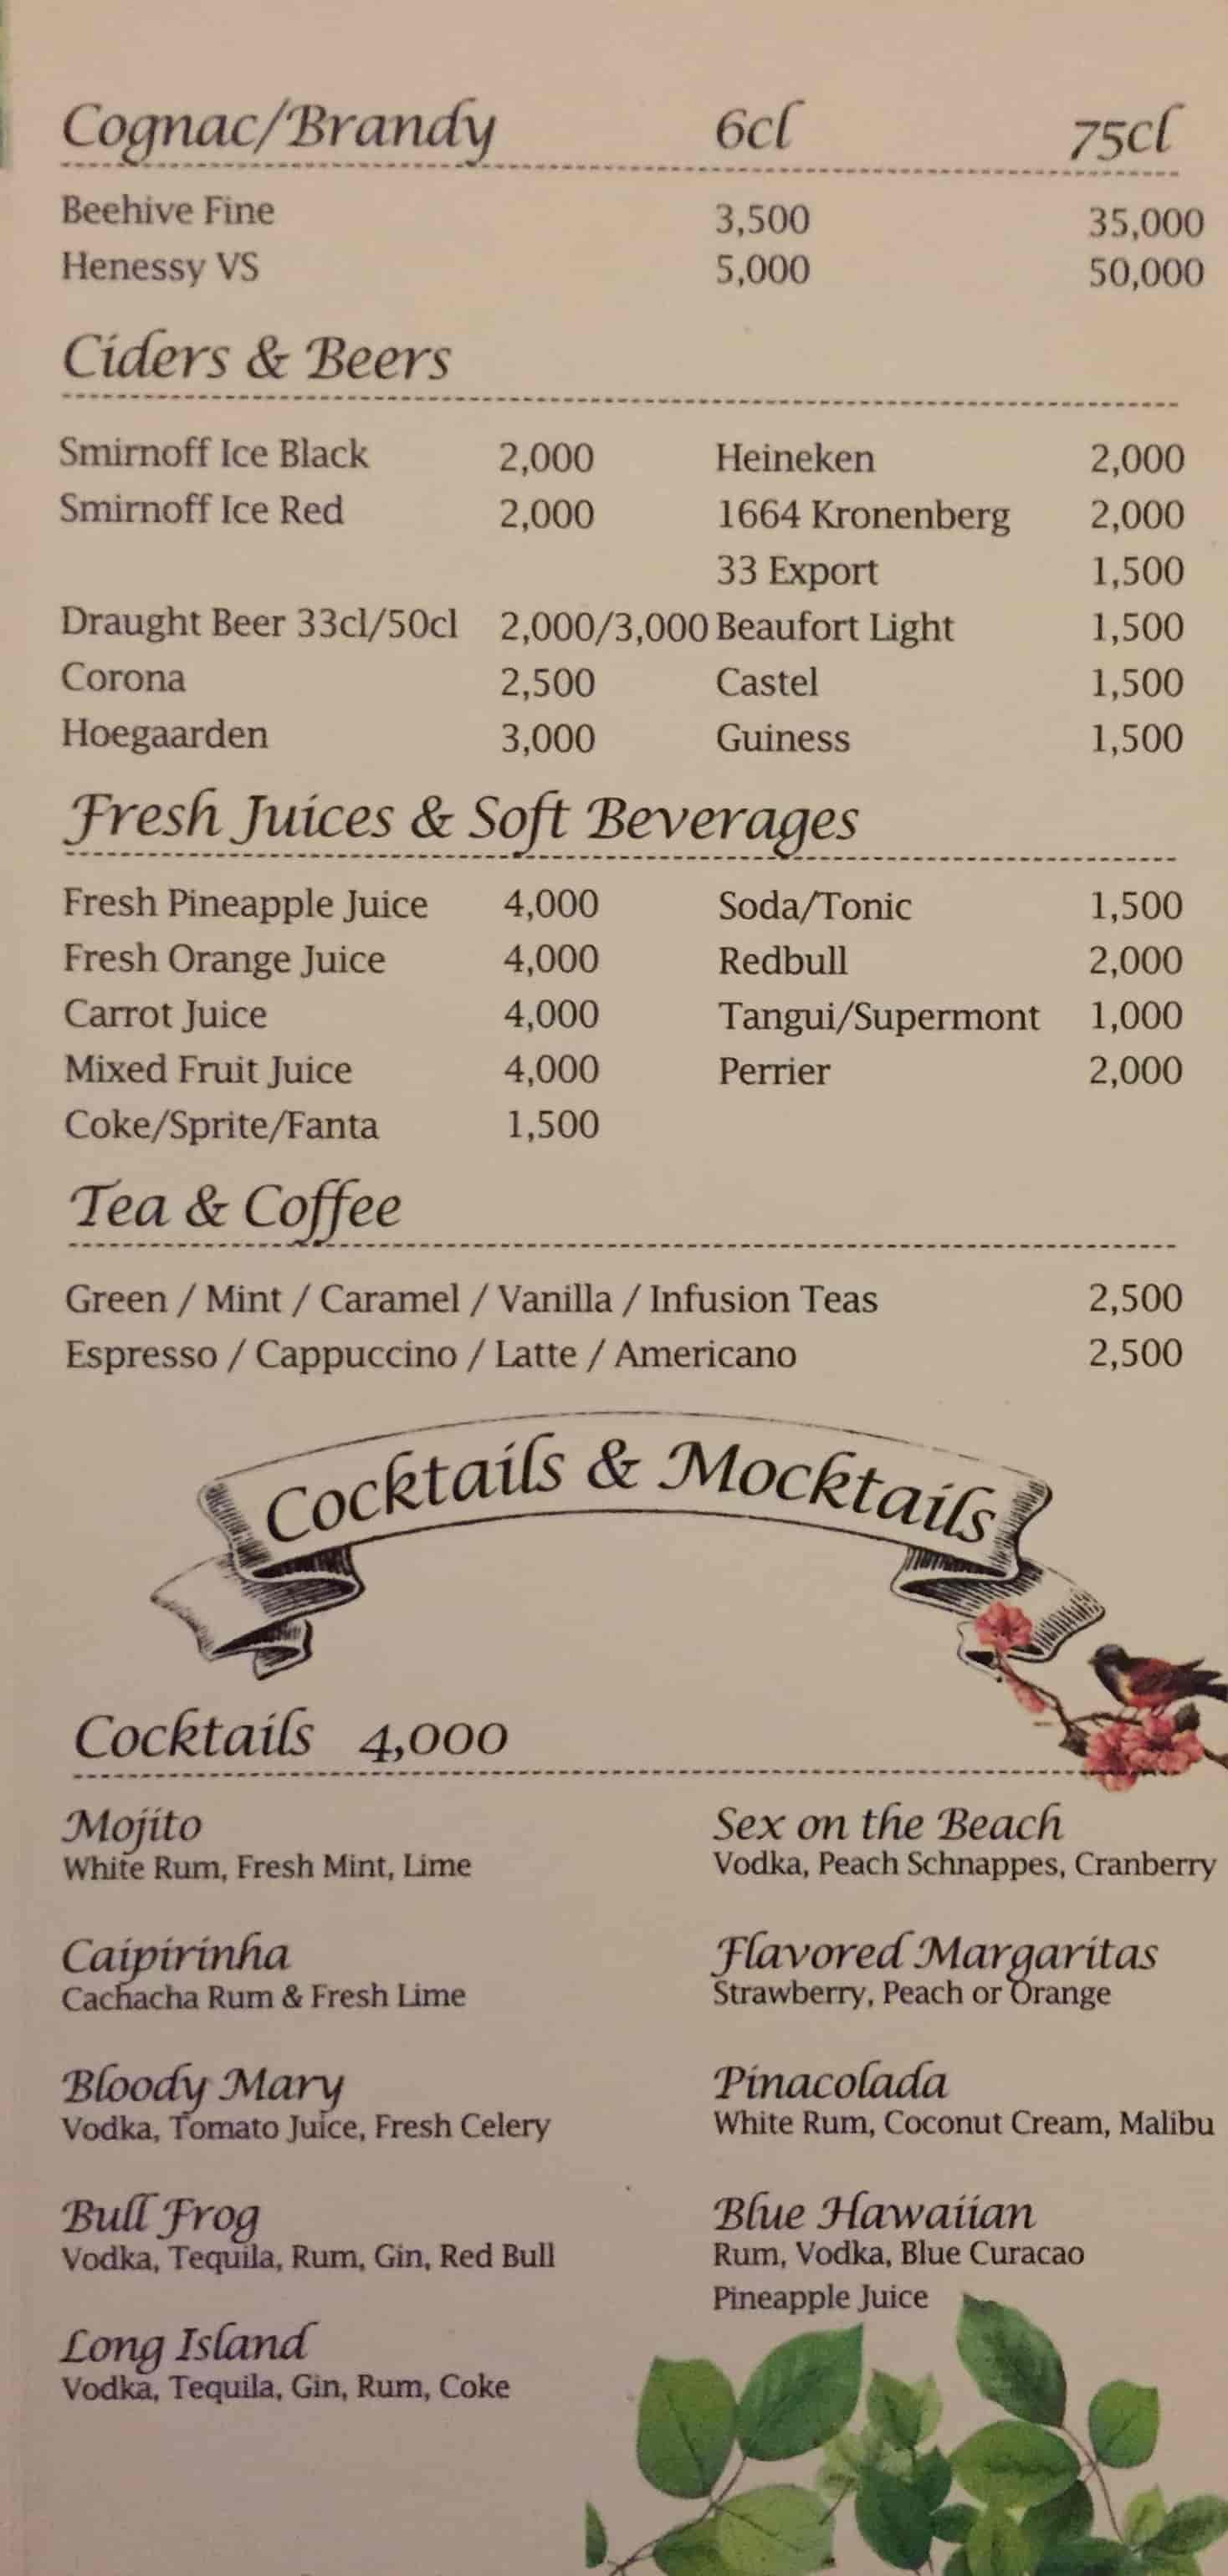 Cognac/Brandy 6cl 75cl
Beehive Fine 3,500 35,000
Henessy VS 5,000 50,000
Ciders & Beers
Smirnoff Ice Black 2,000 Heineken 2,000
Smirnoff Ice Red 2,000 1664 Kronenberg 2,000
33 Export 1,500
Draught Beer 33cl/50cl 2,000/3,000 Beaufort Light 1,500
Corona 2,500 Castel 1,500
Hoegaarden 3,000 Guiness 1,500
Fresh Juices & Soft Beverages
Fresh Pineapple Juice 4,000 Soda/Tonic 1,500
Fresh Orange Juice 4,000 Redbull 2,000
Carrot Juice 4,000 Tangui/Supermont 1,000
Mixed Fruit Juice 4,000 Perrier 2,000
Coke/Sprite/Fanta 1,500
Tea & Coffee
Green / Mint / Caramel / Vanilla / Infusion Teas 2,500
Espresso / Cappuccino / Latte / Americano 2,500
Cocktails & Mocktails
Cocktails 4,000
Mojito
White Rum, Fresh Mint, Lime
Caipirinha
Cachacha Rum & Fresh Lime
Bloody Mary
Vodka, Tomato Juice, Fresh Celery
Bull Frog
Vodka, Tequila, Rum, Gin, Red Bull
Long Island
Vodka, Tequila, Gin, Rum, Coke
Sex on the Beach
Vodka, Peach Schnappes, Cranberry
Flavored Margaritas
Strawberry, Peach or Orange
Pinacolada
White Rum, Coconut Cream, Malibu
Blue Hawaiian
Rum, Vodka, Blue Curacao
Pineapple Juice